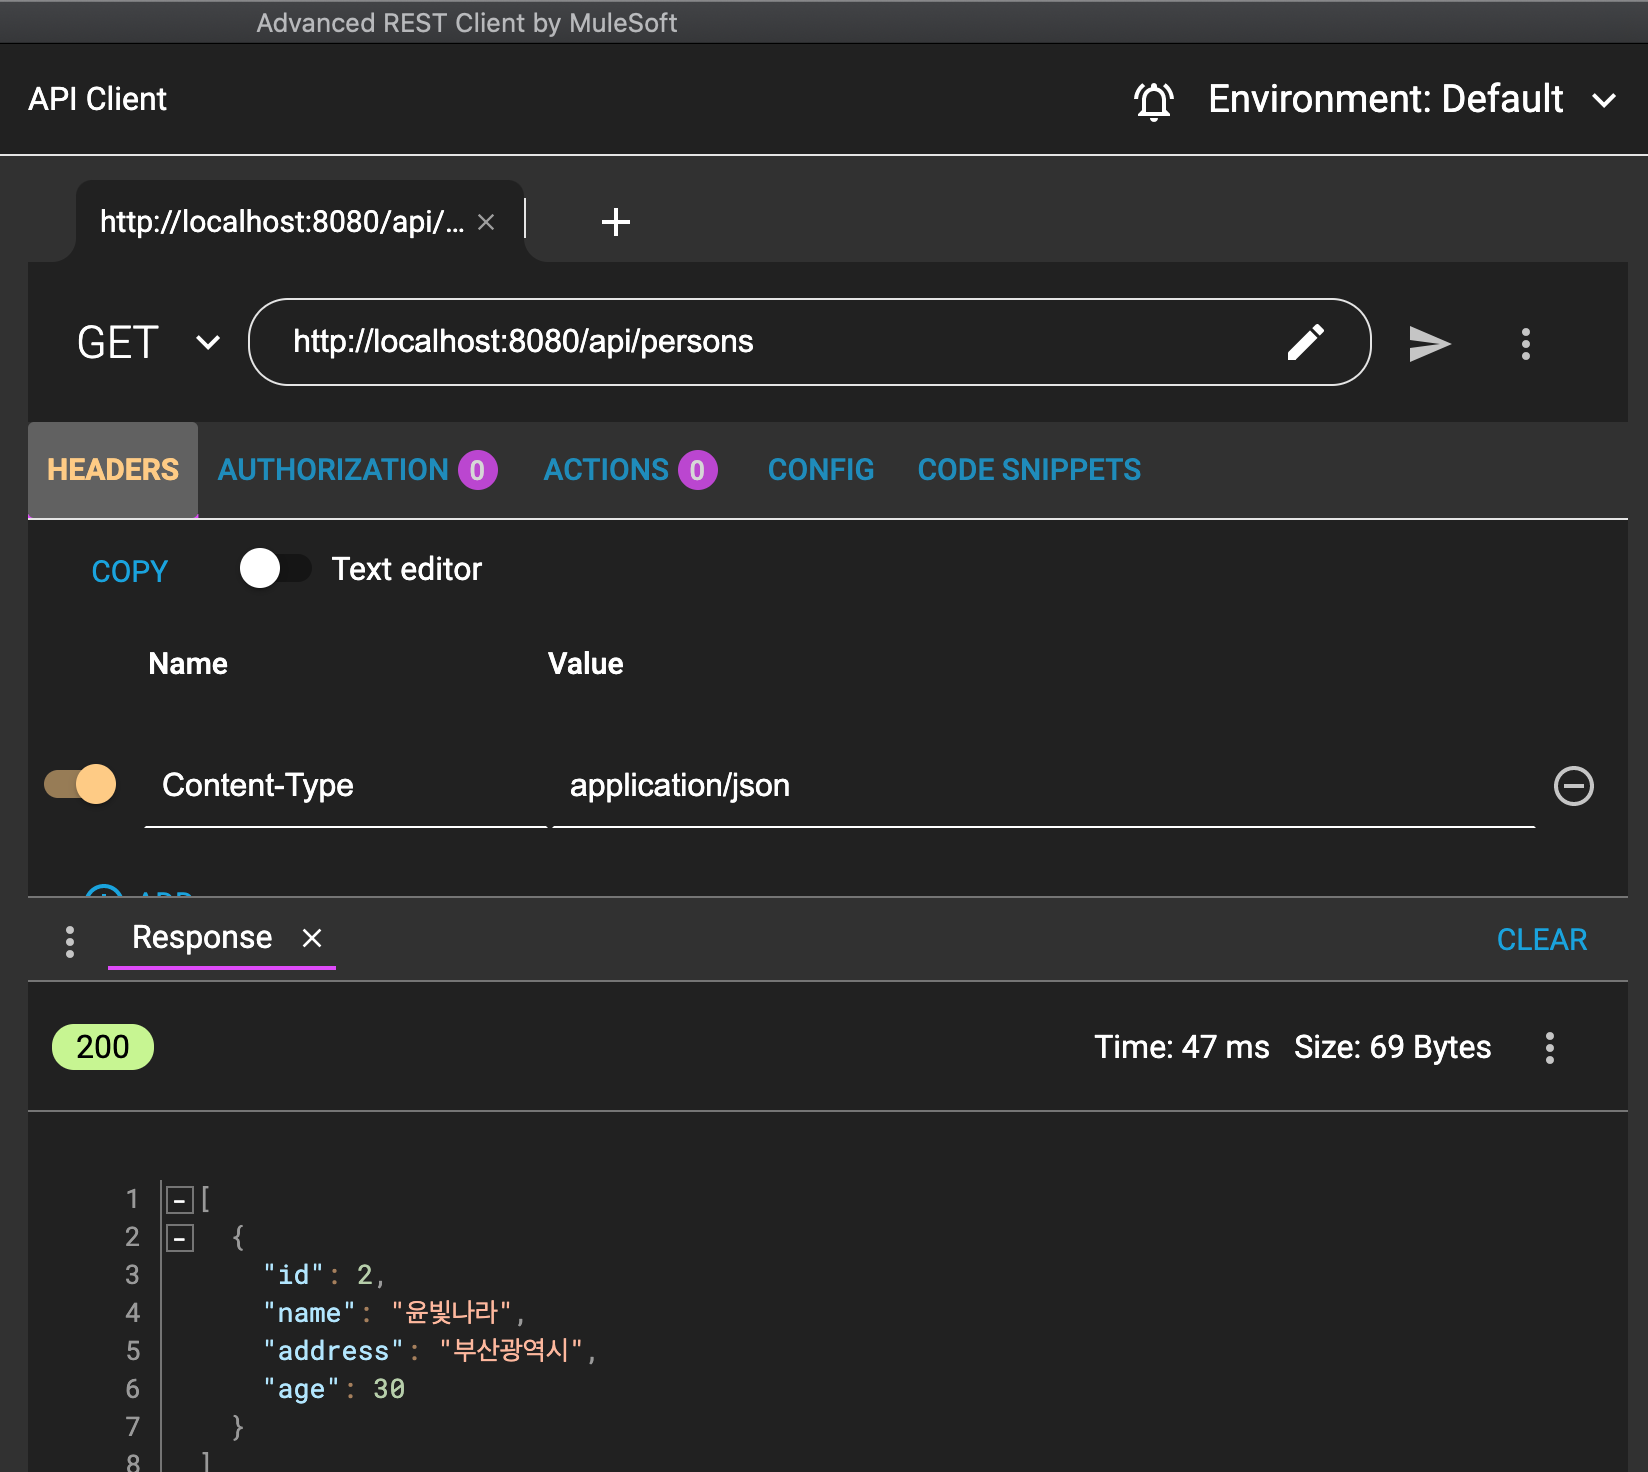 Advanced REST Client by MuleSoft
API Client
Environment: Default
http://localhost:8080/api/...
GET
http://localhost:8080/api/persons
HEADERS AUTHORIZATION 0 ACTIONS 0 CONFIG CODE SNIPPETS
COPY Text editor
Name Value
Content-Type application/json
ADD
Response CLEAR
200 Time: 47 ms Size: 69 Bytes
1 [
2 {
3 "id": 2,
4 "name": "윤빛나라",
5 "address": "부산광역시",
6 "age": 30
7 }
8 ]